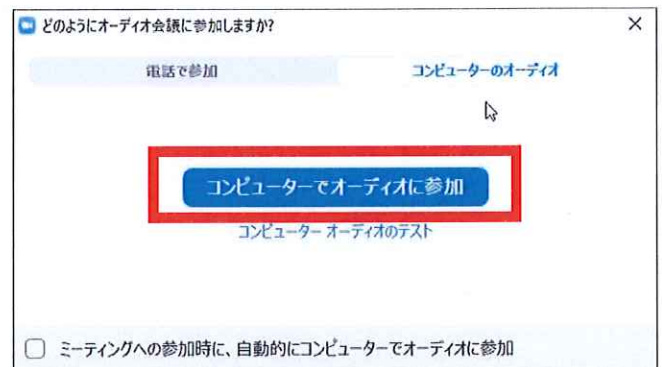 どのようにオーディオ会議に参加しますか?
電話で参加 コンピューターのオーディオ
コンピューターでオーディオに参加
コンピューター オーディオのテスト
ミーティングへの参加時に、自動的にコンピューターでオーディオに参加